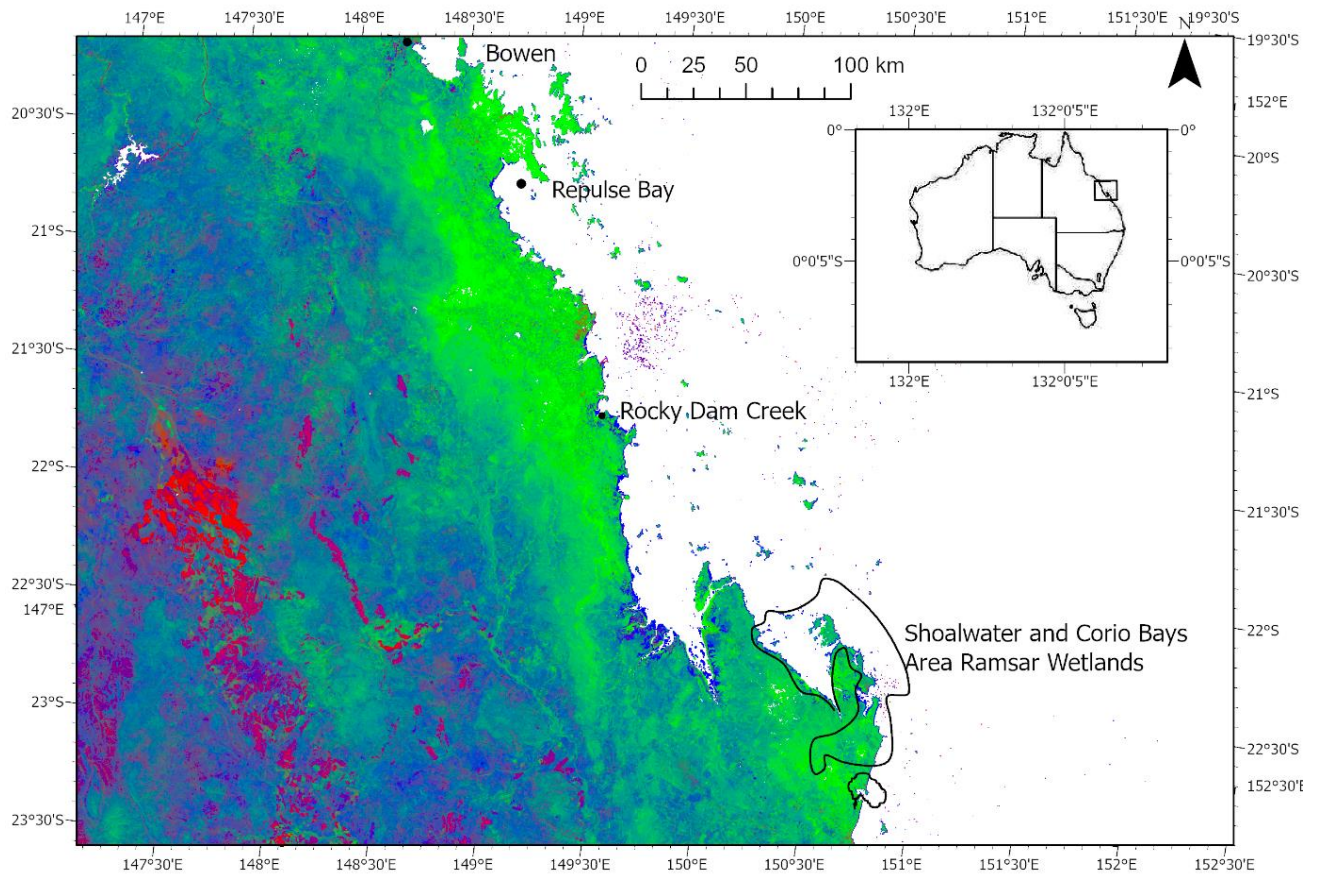 147°E 147°30'E 148°E 148°30'E 149°E 149°30'E 150°E 150°30'E 151°E 151°30'E 19°30'S
N
19°30'S
Bowen
0 25 50 100 km
152°E
20°30'S
132°E 132°0'5"E
0° 0°
20°S
Repulse Bay
21°S
0°0'5"S 0°0'5"S
20°30'S
21°30'S
132°E 132°0'5"E
21°S
Rocky Dam Creek
22°S
21°30'S
22°30'S
147°E
Shoalwater and Corio Bays
Area Ramsar Wetlands
22°S
23°S
22°30'S
152°30'E
23°30'S
147°30'E 148°E 148°30'E 149°E 149°30'E 150°E 150°30'E 151°E 151°30'E 152°E 152°30'E